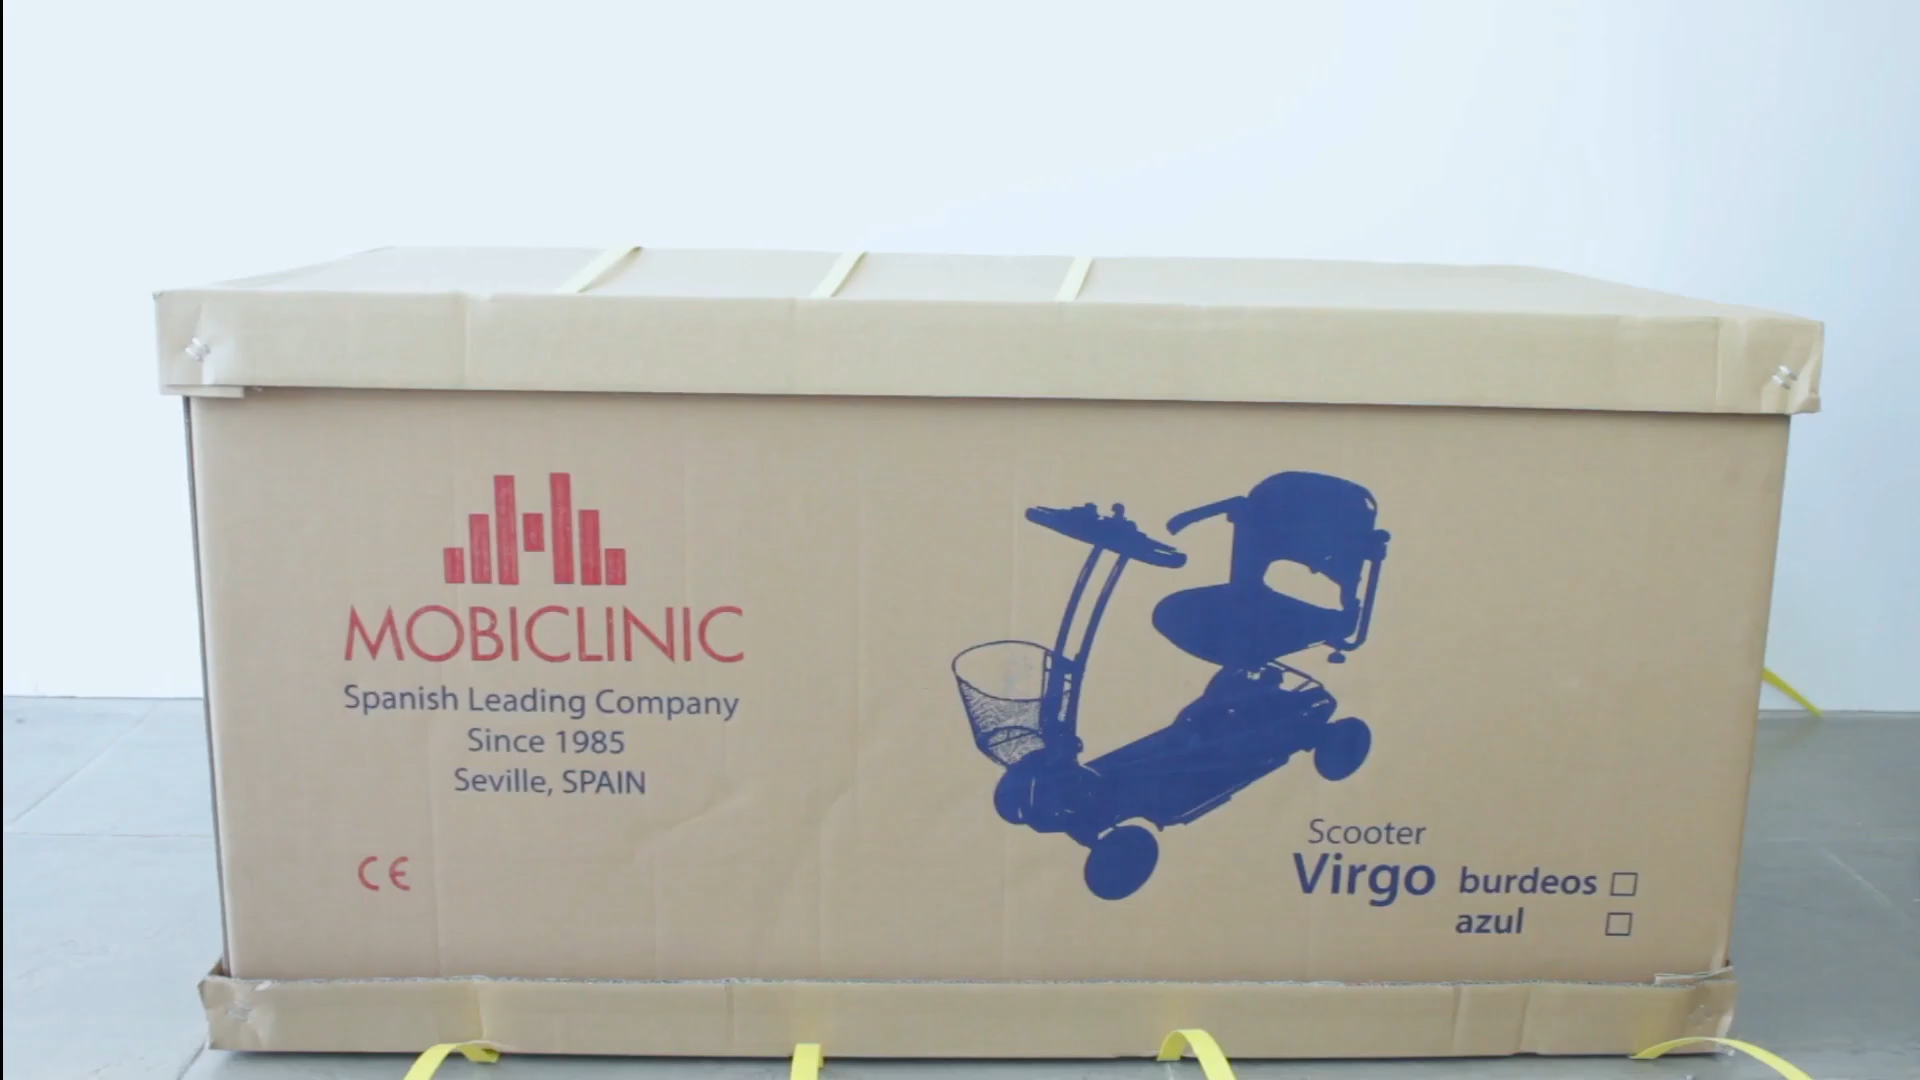 MOBICLINIC
Spanish Leading Company
Since 1985
Seville, SPAIN
CE
Scooter
Virgo burdeos
azul